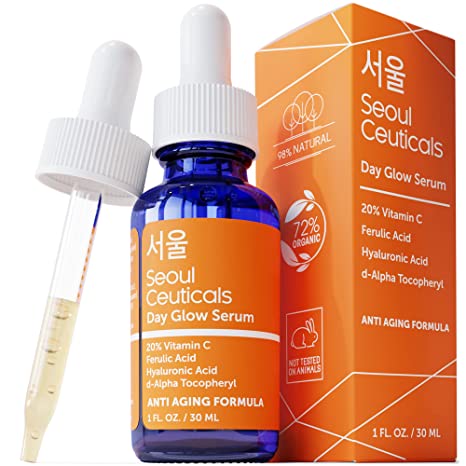 서울
Seoul
Ceuticals
Day Glow Serum
20% Vitamin C
Ferulic Acid
Hyaluronic Acid
d-Alpha Tocopheryl
ANTI AGING FORMULA
1 FL. OZ. / 30 ML
서울
Seoul
Ceuticals
Day Glow Serum
20% Vitamin C
Ferulic Acid
Hyaluronic Acid
d-Alpha Tocopheryl
ANTI AGING FORMULA
1 FL. OZ. / 30 ML
98% NATURAL
72%
ORGANIC
NOT TESTED
ON ANIMALS